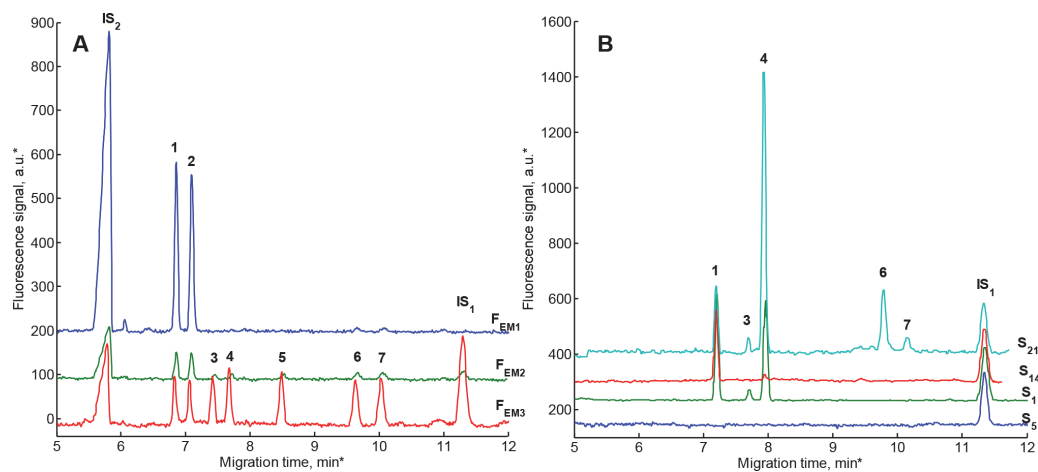 A
IS2
900
800
700
600
500
400
300
200
100
0
Fluorescence signal, a.u.*
1
2
3
4
5
6
7
IS1
FEM1
FEM2
FEM3
5 6 7 8 9 10 11 12
Migration time, min*
B
1600
1400
1200
1000
800
600
400
200
Fluorescence signal, a.u.*
1
3
4
6
7
IS1
S21
S14
S1
S5
5 6 7 8 9 10 11 12
Migration time, min*